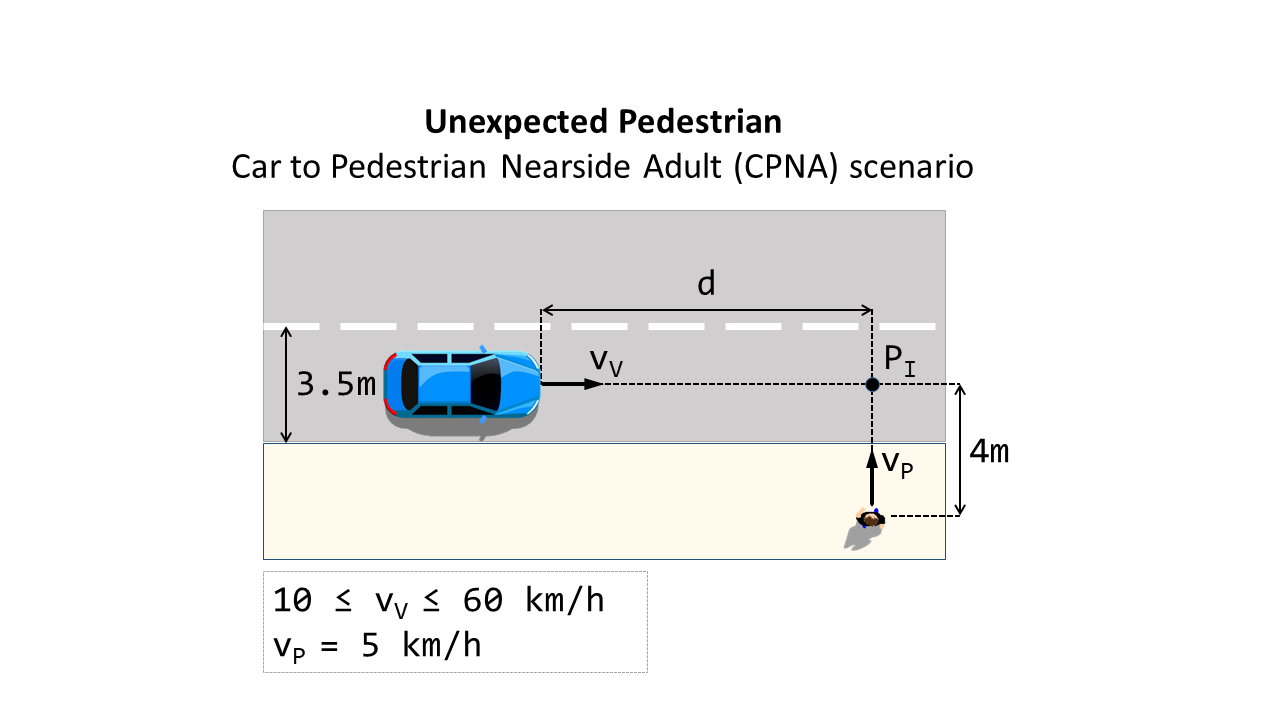 Unexpected Pedestrian
Car to Pedestrian Nearside Adult (CPNA) scenario
d
vV
PI
3.5m
vP
4m
10 ≤ vV ≤ 60 km/h
vP = 5 km/h